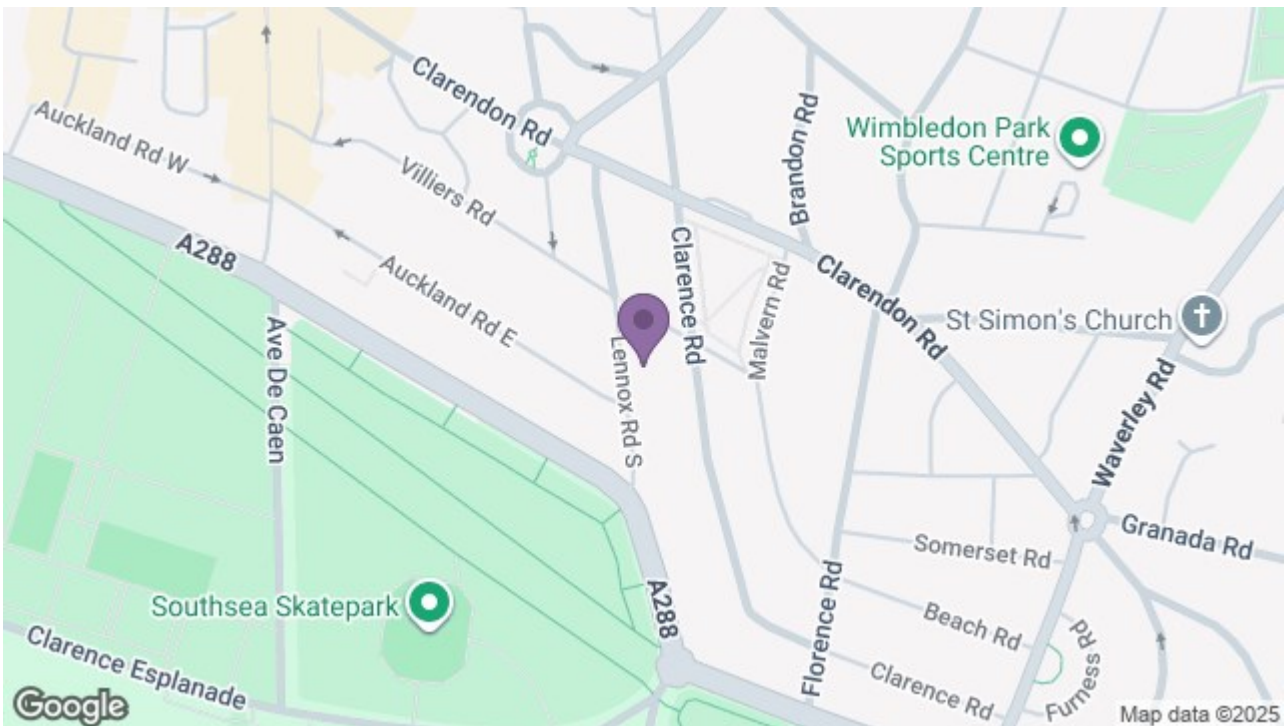 Clarendon Rd
Auckland Rd W
Villiers Rd
Brandon Rd
Wimbledon Park
Sports Centre
A288
Auckland Rd E
Clarence Rd
Malvern Rd
Clarendon Rd
St Simon's Church
Ave De Caen
Lennox Rd S
Waverley Rd
Granada Rd
Somerset Rd
Southsea Skatepark
A288
Florence Rd
Beach Rd
Furness Rd
Clarence Esplanade
Clarence Rd
Google
Map data ©2025